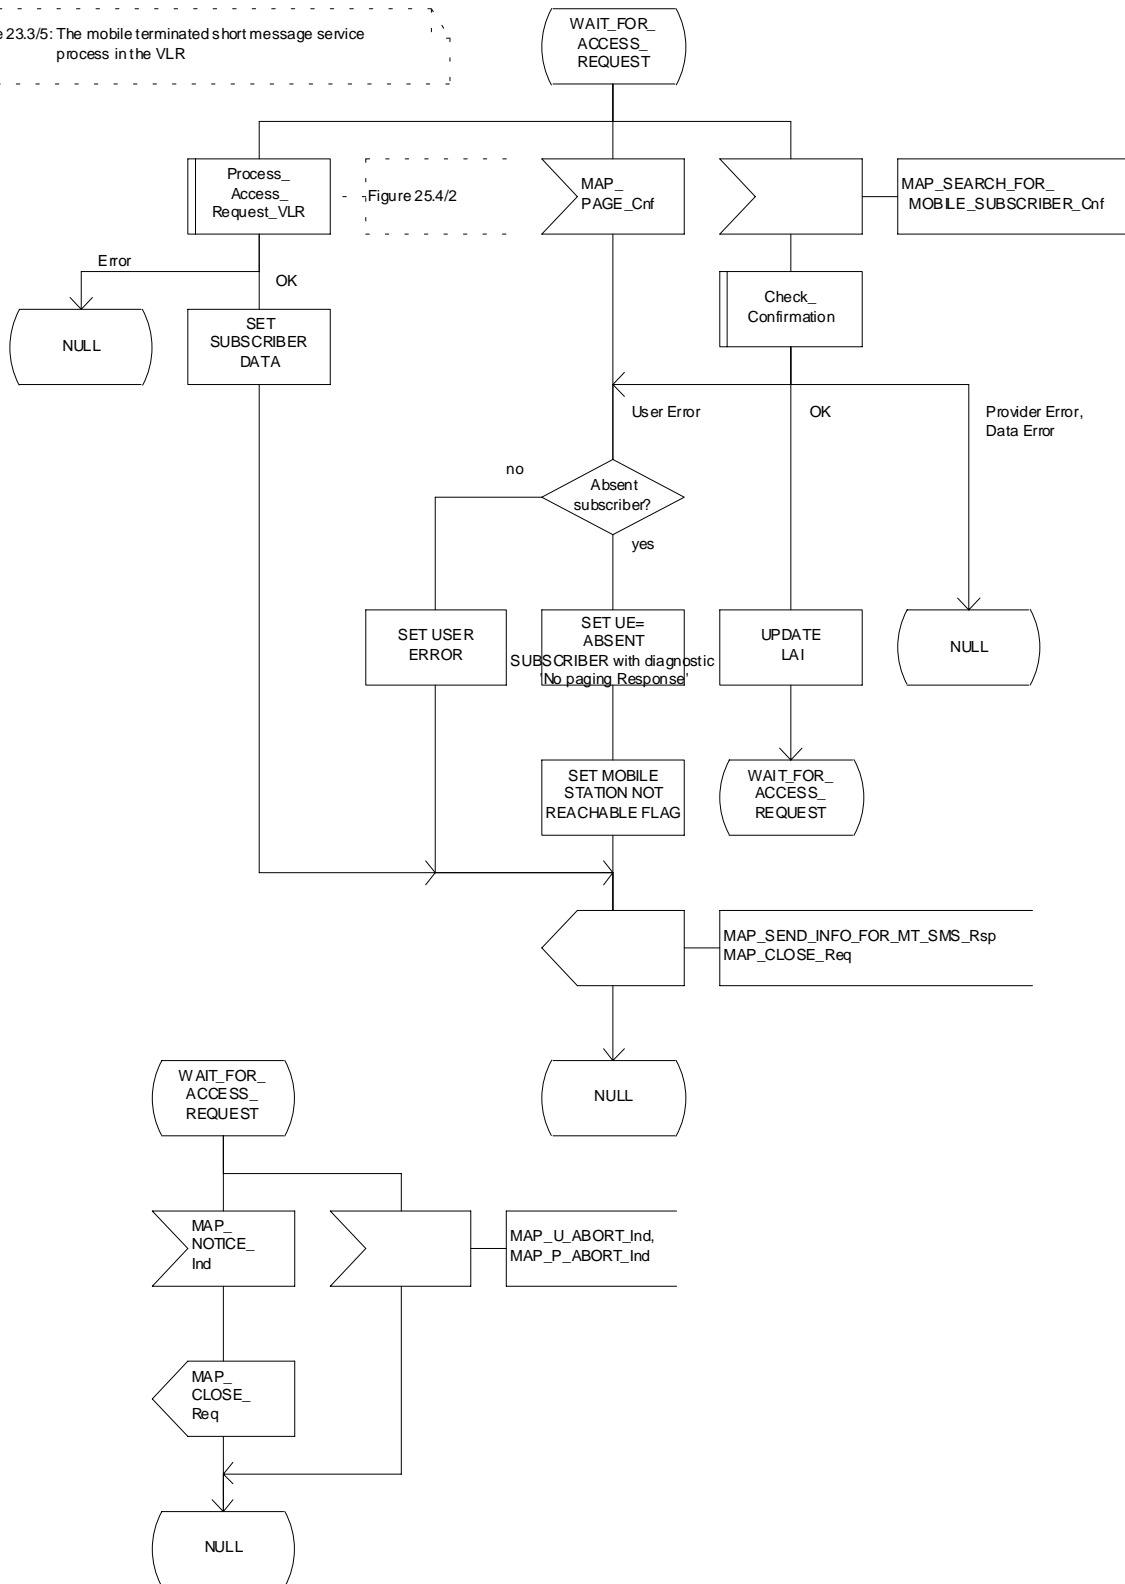 e 23.3/5: The mobile terminated short message service
process in the VLR
WAIT_FOR_
ACCESS_
REQUEST
Process_
Access_
Request_VLR
Figure 25.4/2
MAP_
PAGE_Cnf
MAP_SEARCH_FOR_
MOBILE_SUBSCRIBER_Cnf
Error
OK
Check_
Confirmation
NULL
SET
SUBSCRIBER
DATA
User Error
OK
Provider Error,
Data Error
no
Absent
subscriber?
yes
SET USER
ERROR
SET UE=
ABSENT
SUBSCRIBER with diagnostic
'No paging Response'
UPDATE
LAI
NULL
SET MOBILE
STATION NOT
REACHABLE FLAG
WAIT_FOR_
ACCESS_
REQUEST
MAP_SEND_INFO_FOR_MT_SMS_Rsp
MAP_CLOSE_Req
NULL
WAIT_FOR_
ACCESS_
REQUEST
MAP_
NOTICE_
Ind
MAP_U_ABORT_Ind,
MAP_P_ABORT_Ind
MAP_
CLOSE_
Req
NULL